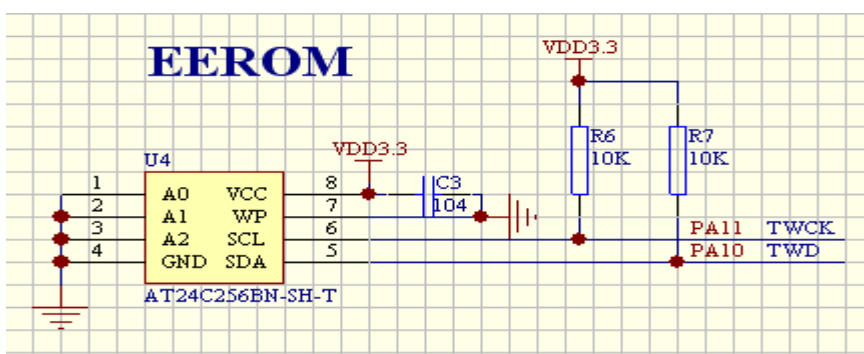 EEROM
VDD3.3
U4
VDD3.3
R6
10K
R7
10K
1 A0 VCC 8
2 A1 WP 7
3 A2 SCL 6
4 GND SDA 5
C3
104
PA11 TWCK
PA10 TWD
AT24C256BN-SH-T